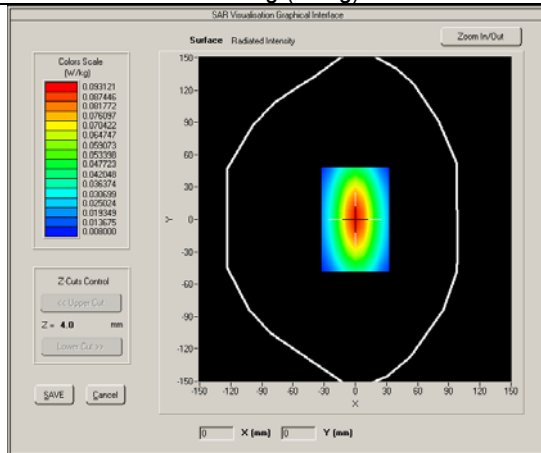 SAR Visualisation Graphical Interface
Surface Radiated Intensity
Zoom In/Out
Colors Scale
(W/kg)
0.093121
0.087446
0.081772
0.076097
0.070422
0.064747
0.059073
0.053398
0.047723
0.042048
0.036374
0.030699
0.025024
0.019349
0.013675
0.008000
Z-Cuts Control
<< Upper Cut
Z = 4.0 mm
Lower Cut >>
SAVE
Cancel
150
120
90
60
30
0
-30
-60
-90
-120
-150
Y
-150 -120 -90 -60 -30 0 30 60 90 120 150
X
0 X (mm) 0 Y (mm)